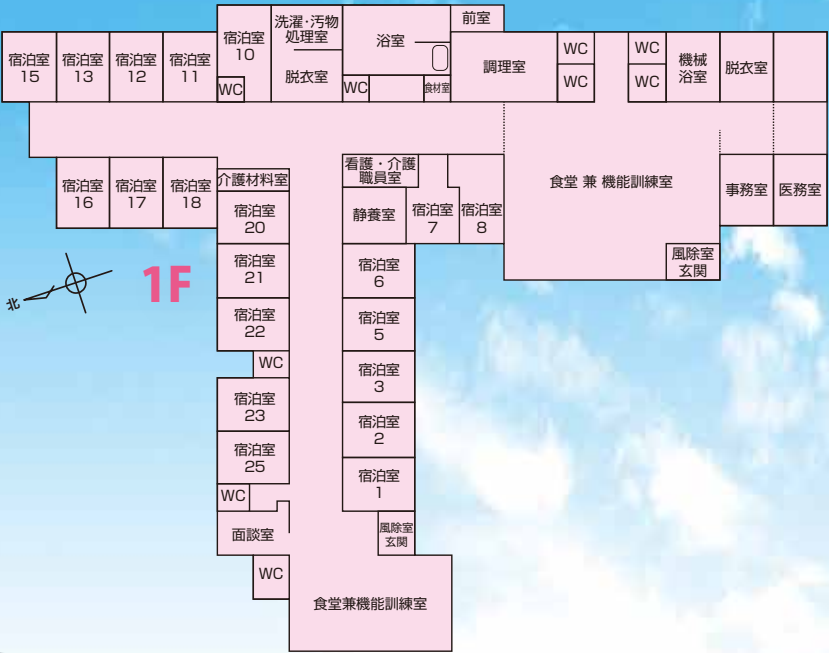 前室
洗濯・汚物
処理室
浴室
宿泊室
10
宿泊室
15
宿泊室
13
宿泊室
12
宿泊室
11
WC
脱衣室
WC
食材室
調理室
WC
WC
WC
WC
機械
浴室
脱衣室
宿泊室
16
宿泊室
17
宿泊室
18
介護材料室
宿泊室
20
看護・介護
職員室
静養室
宿泊室
7
宿泊室
8
食堂 兼 機能訓練室
事務室
医務室
風除室
玄関
北
1F
宿泊室
21
宿泊室
6
宿泊室
22
宿泊室
5
WC
宿泊室
3
宿泊室
23
宿泊室
2
宿泊室
25
宿泊室
1
WC
面談室
風除室
玄関
WC
食堂兼機能訓練室